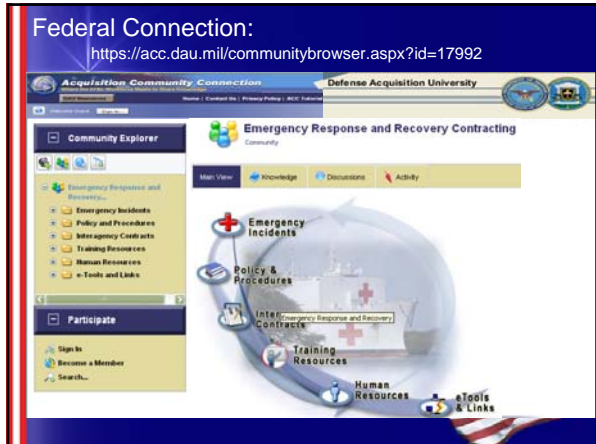 Federal Connection:
https://acc.dau.mil/communitybrowser.aspx?id=17992
Acquisition Community Connection
Defense Acquisition University
Home | Contact Us | Privacy Policy | ACC Tutorial
Community Explorer
Emergency Response and
Recovery...
Emergency Incidents
Policy and Procedures
Interagency Contracts
Training Resources
Human Resources
e-Tools and Links
Participate
Sign In
Become a Member
Search...
Emergency Response and Recovery Contracting
Community
Main View
Knowledge
Discussions
Activity
Emergency
Incidents
Policy &
Procedures
Inter
Contracts
Emergency Response and Recovery
Training
Resources
Human
Resources
eTools
& Links